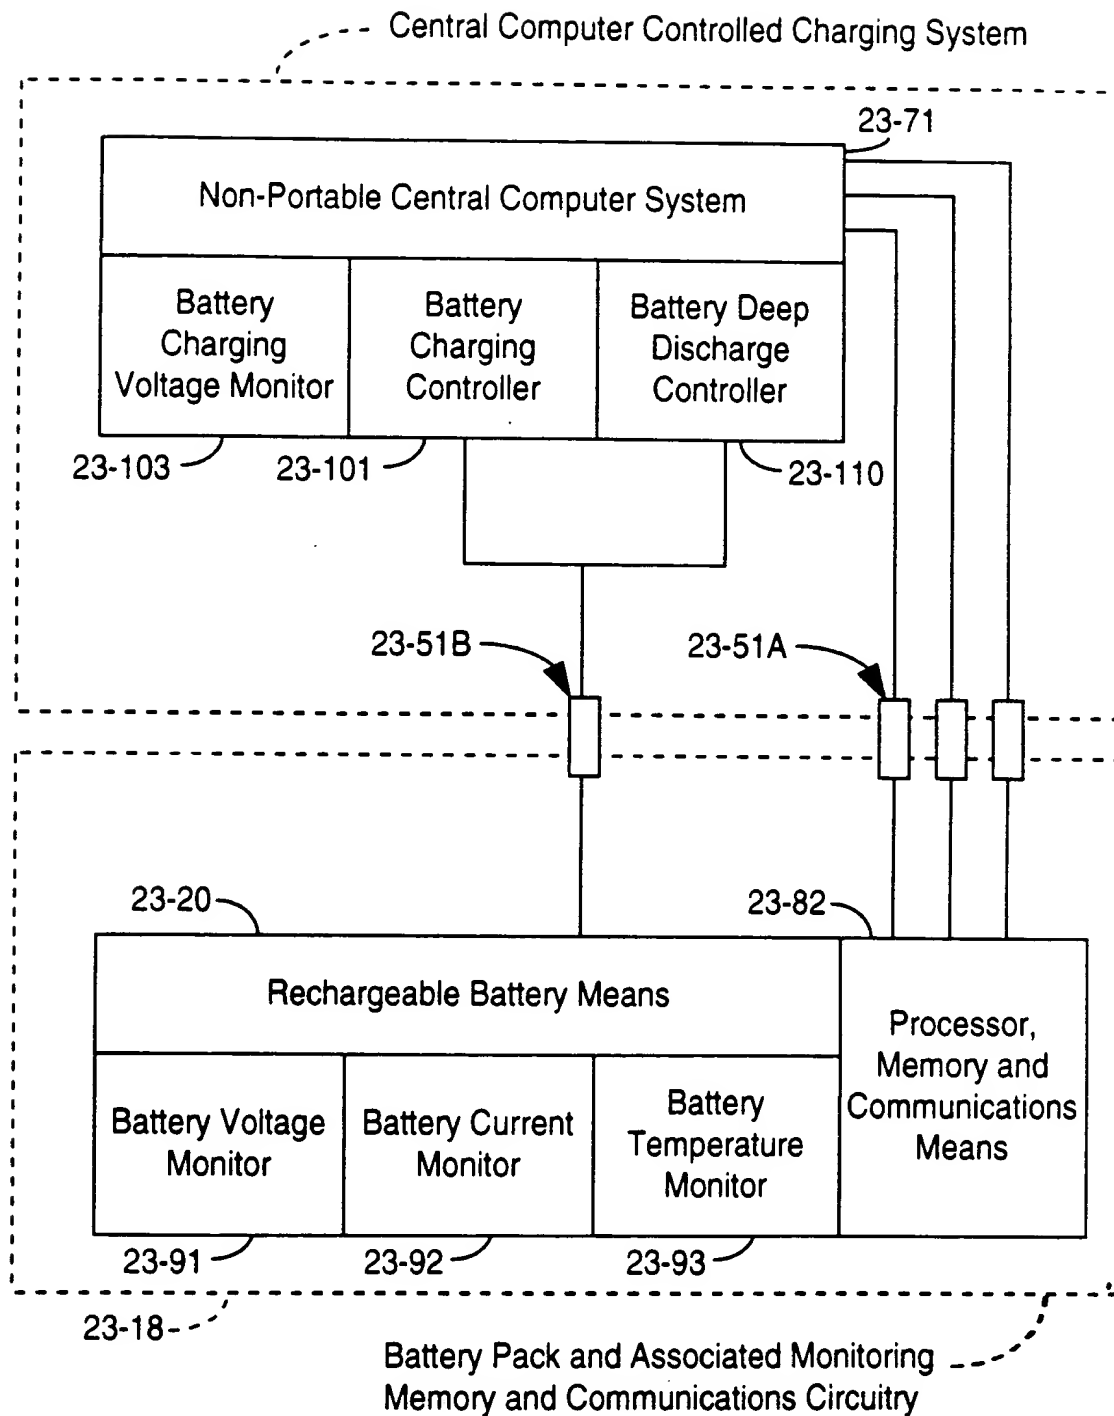 Central Computer Controlled Charging System
23-71
Non-Portable Central Computer System
Battery
Charging
Voltage Monitor
Battery
Charging
Controller
Battery Deep
Discharge
Controller
23-103
23-101
23-110
23-51B
23-51A
23-20
23-82
Rechargeable Battery Means
Processor,
Memory and
Communications
Means
Battery Voltage
Monitor
Battery Current
Monitor
Battery
Temperature
Monitor
23-91
23-92
23-93
23-18
Battery Pack and Associated Monitoring
Memory and Communications Circuitry